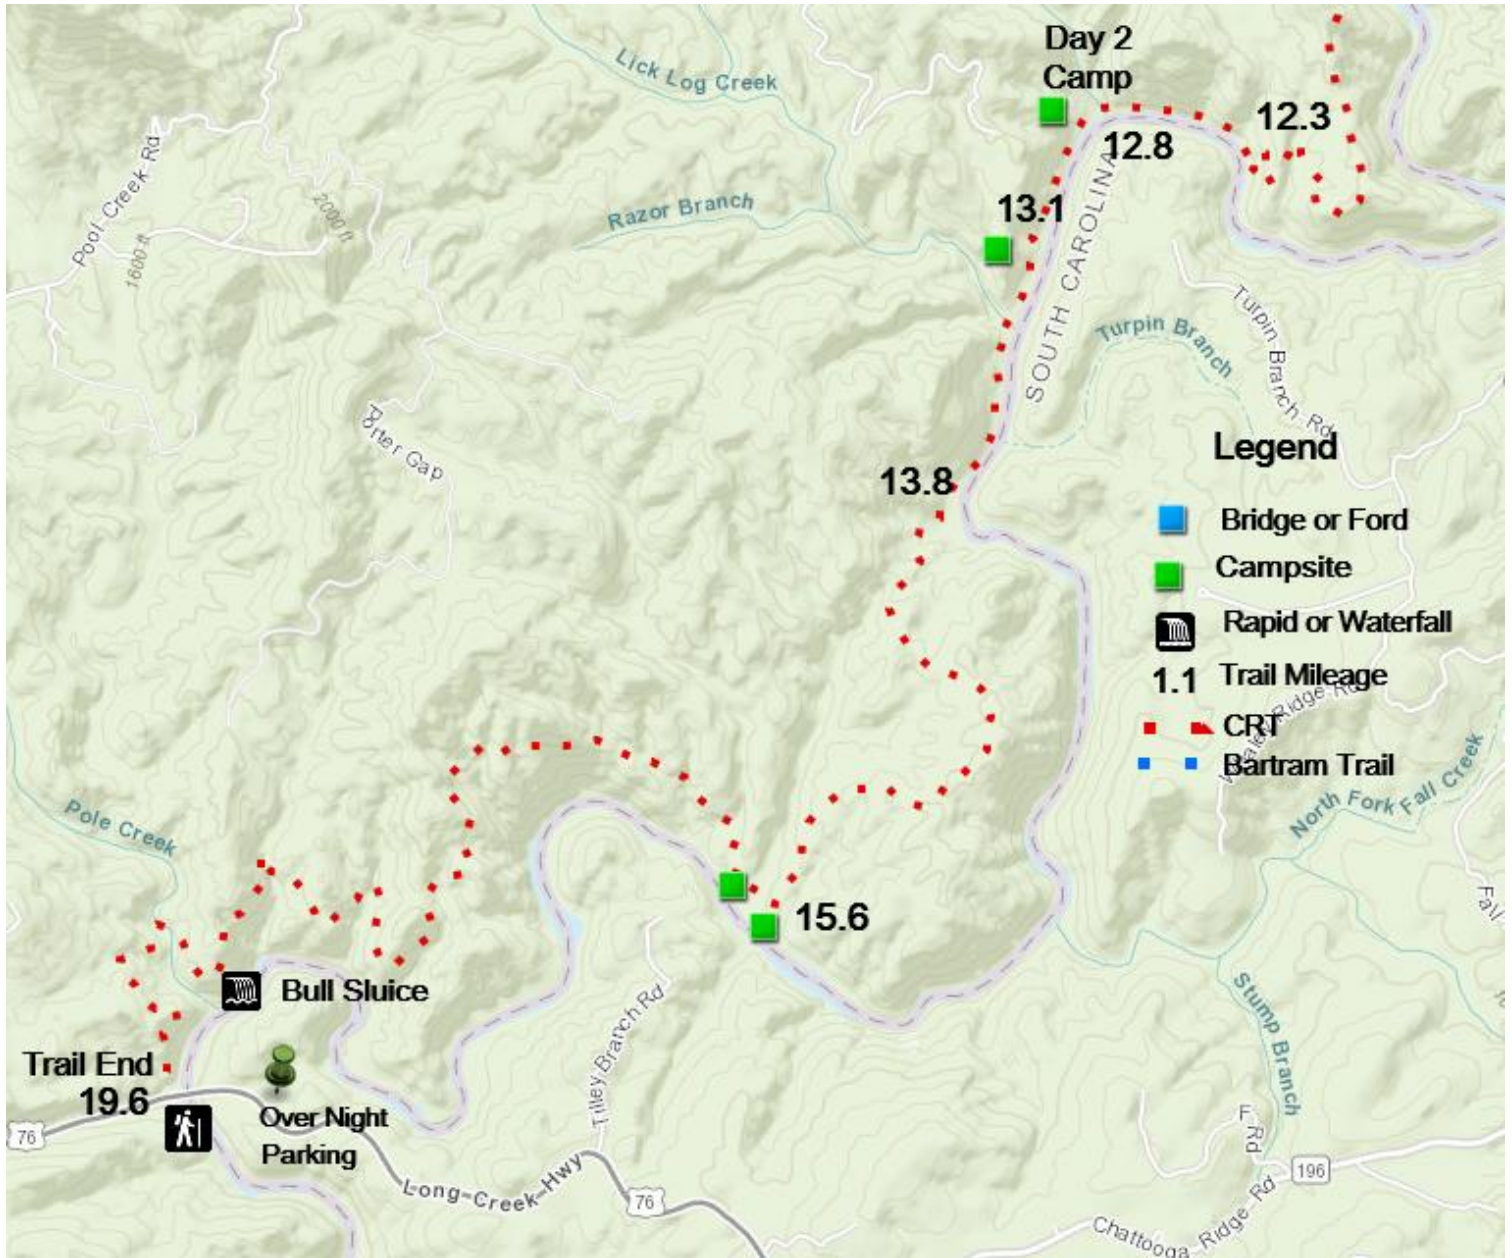 Day 2
Camp
Lick Log Creek
12.3
12.8
Pool Creek Rd
2000 ft
1600 ft
Razor Branch
13.1
SOUTH CAROLINA
Turpin Branch
Turpin Branch Rd
Porter Gap
13.8
Legend
Bridge or Ford
Campsite
Rapid or Waterfall
1.1 Trail Mileage
Ridge Rd
CRT
Bartram Trail
North Fork Fall Creek
Pole Creek
Fall
15.6
Bull Sluice
Stump Branch
Tilley Branch Rd
Trail End
19.6
Over Night
Parking
76
Long Creek Hwy
76
F Rd
196
Chattooga Ridge Rd